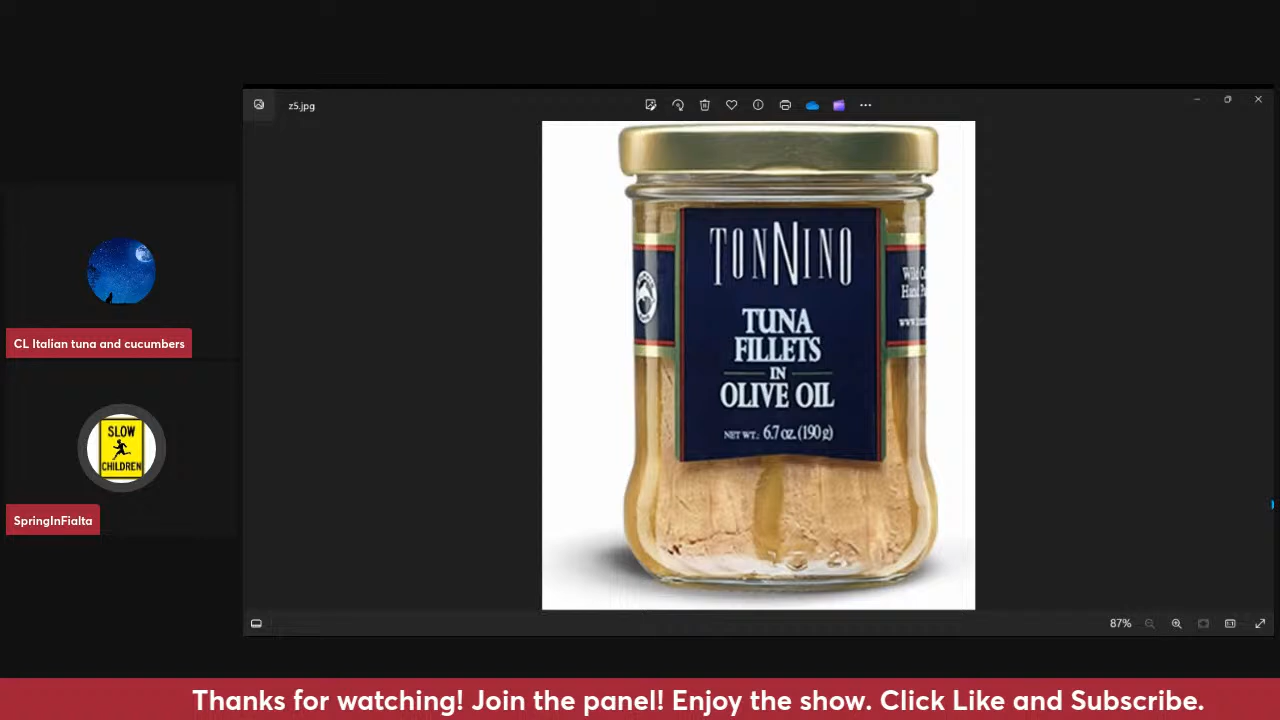 z5.jpg
TONNINO
TUNA
FILLETS
IN
OLIVE OIL
NET WT.: 6.7 oz. (190 g)
CL Italian tuna and cucumbers
SLOW
CHILDREN
SpringInFialta
87%
Thanks for watching! Join the panel! Enjoy the show. Click Like and Subscribe.